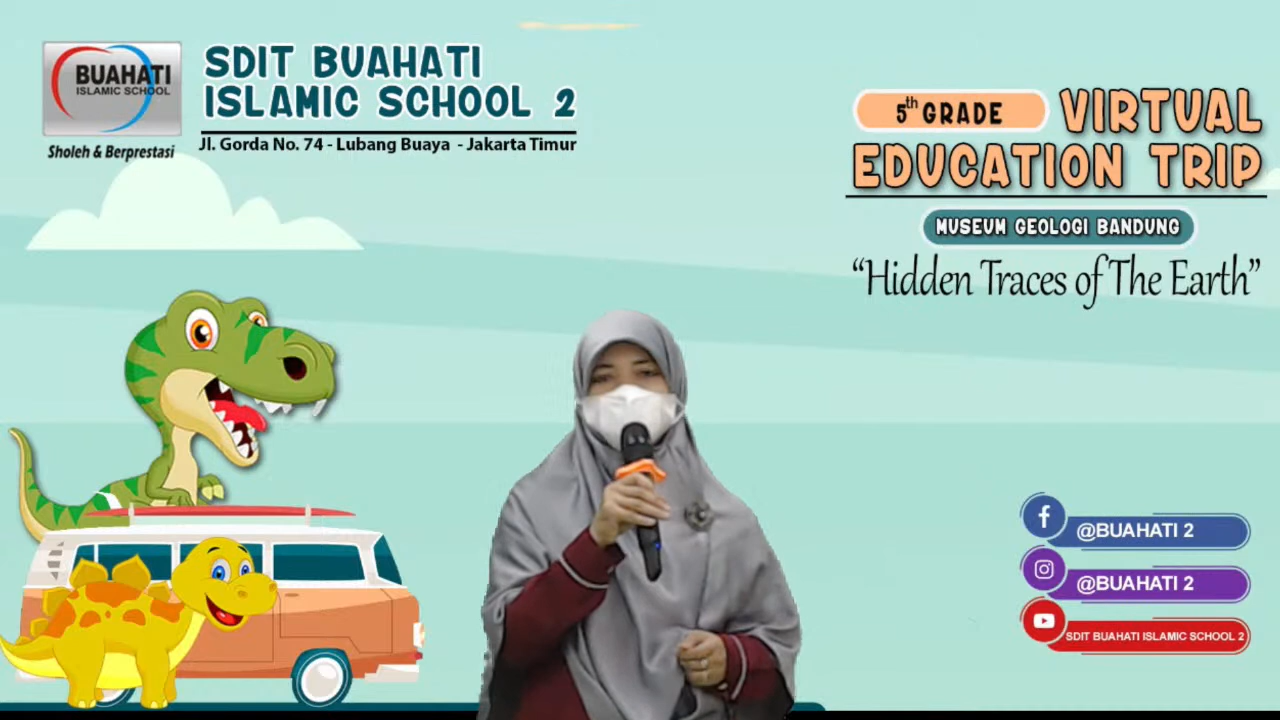 BUAHATI
ISLAMIC SCHOOL
Sholeh & Berprestasi
SDIT BUAHATI
ISLAMIC SCHOOL 2
Jl. Gorda No. 74 - Lubang Buaya - Jakarta Timur
5th GRADE VIRTUAL
EDUCATION TRIP
MUSEUM GEOLOGI BANDUNG
“Hidden Traces of The Earth”
@BUAHATI 2
@BUAHATI 2
SDIT BUAHATI ISLAMIC SCHOOL 2